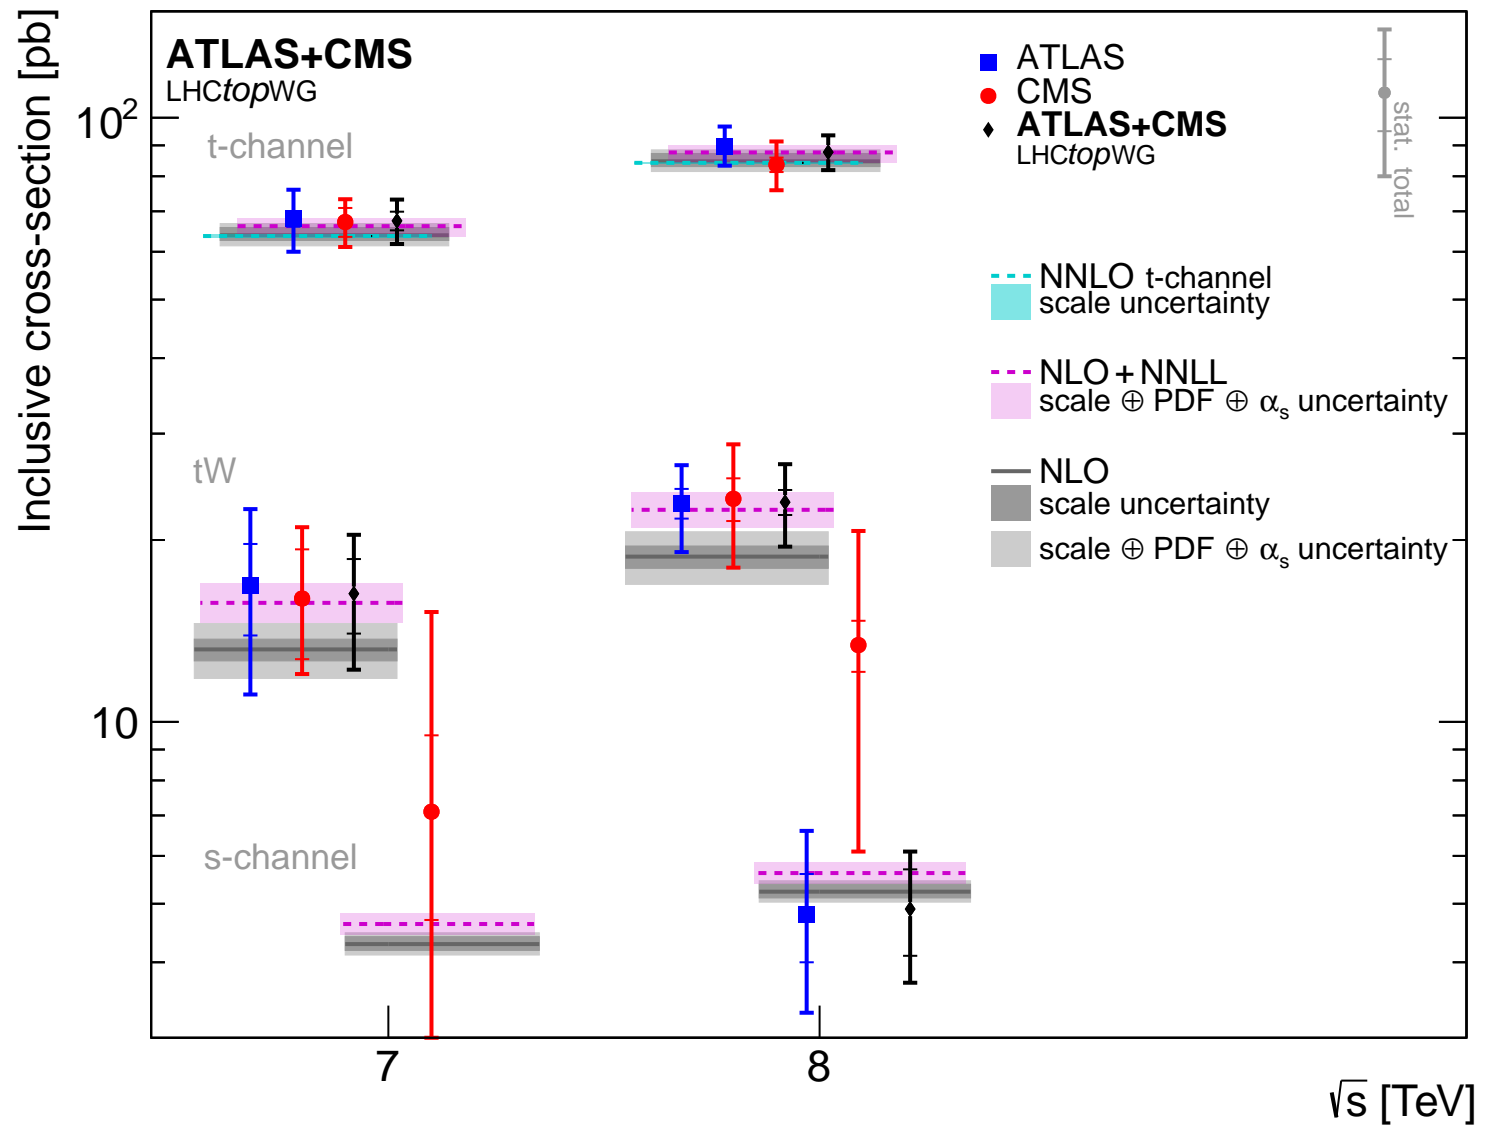 Inclusive cross-section [pb]
ATLAS+CMS
LHCtopWG
10²
10
t-channel
tW
s-channel
ATLAS
CMS
ATLAS+CMS
LHCtopWG
stat. total
NNLO t-channel
scale uncertainty
NLO+NNLL
scale ⊕ PDF ⊕ αs uncertainty
NLO
scale uncertainty
scale ⊕ PDF ⊕ αs uncertainty
7 8
√s [TeV]